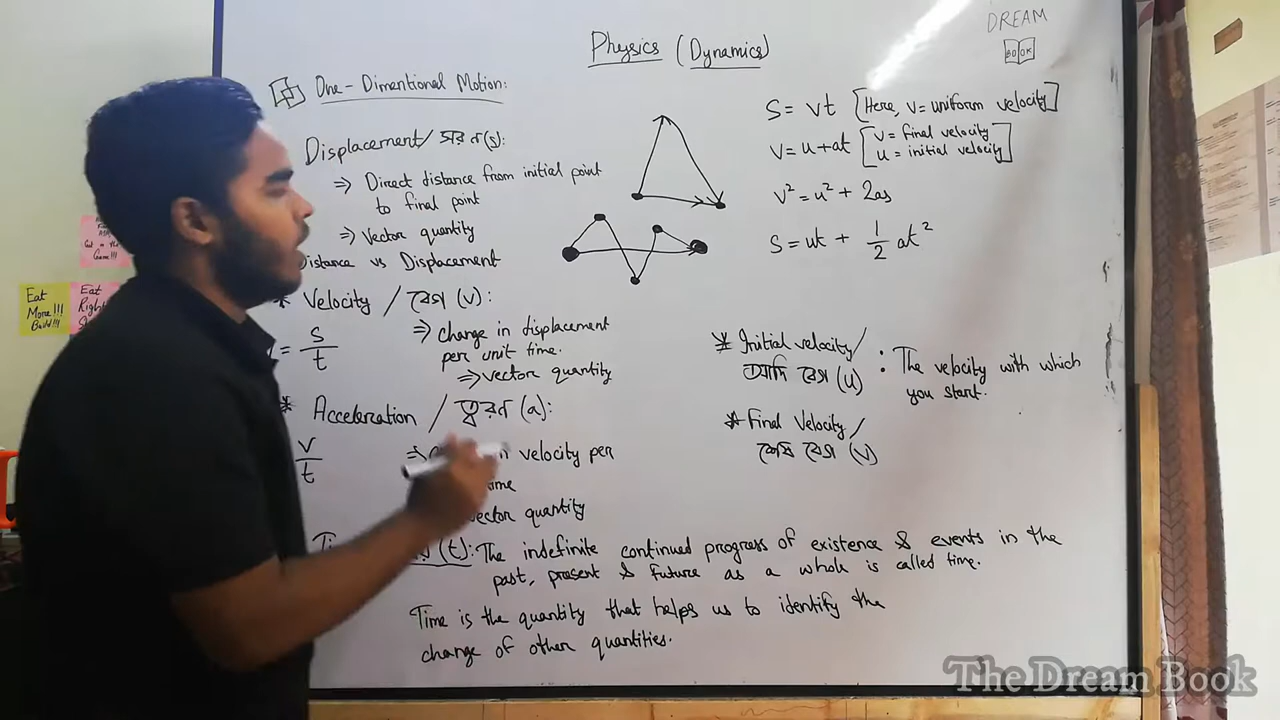 Physics (Dynamics)
DREAM
BOOK
One-Dimentional Motion:
Displacement/ সরণ(s):
⇒ Direct distance from initial point
to final point
⇒ Vector quantity
Distance vs Displacement
* Velocity / বেগ (v):
= s/t
⇒ change in displacement
per unit time.
⇒ vector quantity
* Acceleration / ত্বরণ (a):
v/t
velocity per
time
vector quantity
(t): The indefinite continued progress of existence & events in the
past, present & future as a whole is called time.
Time is the quantity that helps us to identify the
change of other quantities.
S = vt [Here, v = uniform velocity]
v = u + at [v = final velocity
u = initial velocity]
v² = u² + 2as
S = ut + 1/2 at²
* Initial velocity/
আদি বেগ (u) : The velocity with which
you start.
* Final Velocity/
শেষ বেগ (v)
Eat
More!!!
Build!!!
Eat
Right
The Dream Book